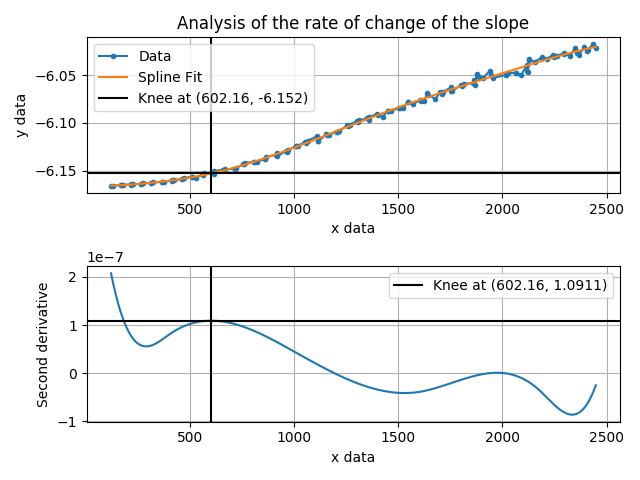 Analysis of the rate of change of the slope
Data
Spline Fit
Knee at (602.16, -6.152)
y data
−6.05
−6.10
−6.15
500 1000 1500 2000 2500
x data
1e−7
Knee at (602.16, 1.0911)
Second derivative
2
1
0
−1
500 1000 1500 2000 2500
x data